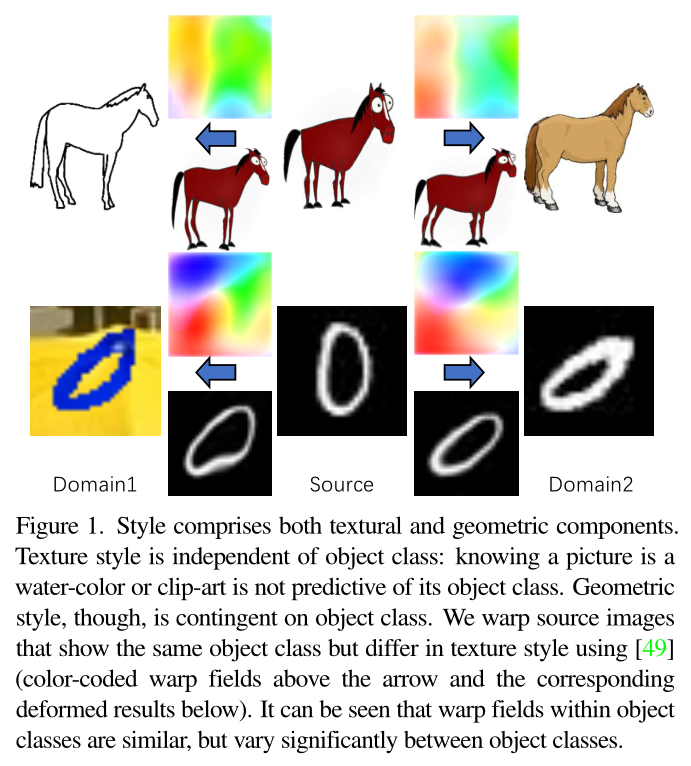 Domain1 Source Domain2
Figure 1. Style comprises both textural and geometric components.
Texture style is independent of object class: knowing a picture is a
water-color or clip-art is not predictive of its object class. Geometric
style, though, is contingent on object class. We warp source images
that show the same object class but differ in texture style using [49]
(color-coded warp fields above the arrow and the corresponding
deformed results below). It can be seen that warp fields within object
classes are similar, but vary significantly between object classes.